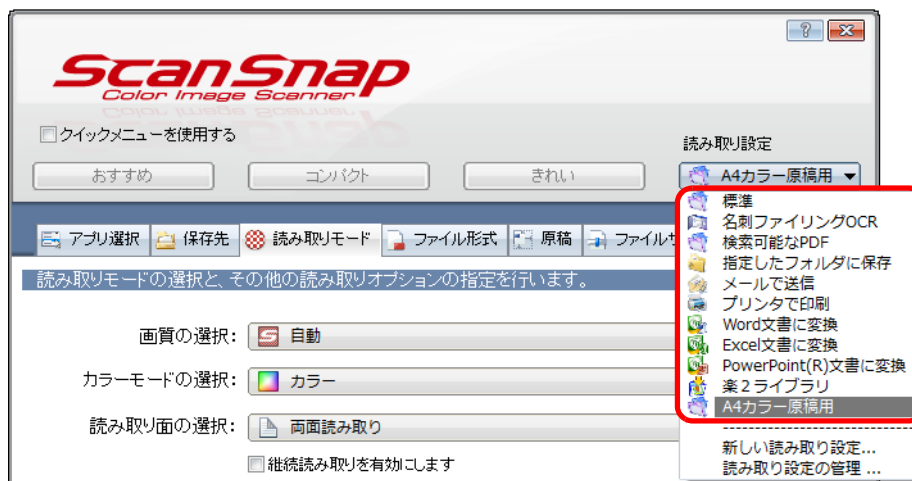 ScanSnap
Color Image Scanner
クイックメニューを使用する
読み取り設定
おすすめ
コンパクト
きれい
A4カラー原稿用
標準
名刺ファイリングOCR
検索可能なPDF
指定したフォルダに保存
メールで送信
プリンタで印刷
Word文書に変換
Excel文書に変換
PowerPoint(R)文書に変換
楽2ライブラリ
A4カラー原稿用
新しい読み取り設定...
読み取り設定の管理 ...
アプリ選択
保存先
読み取りモード
ファイル形式
原稿
ファイルサ
読み取りモードの選択と、その他の読み取りオプションの指定を行います。
画質の選択:
自動
カラーモードの選択:
カラー
読み取り面の選択:
両面読み取り
継続読み取りを有効にします